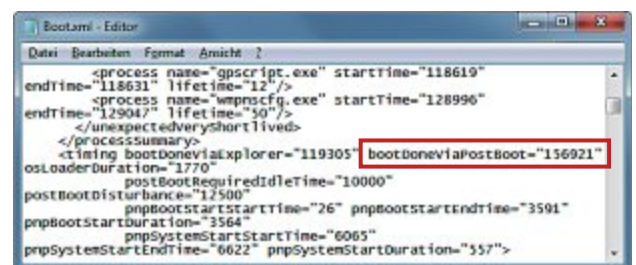 Boot.xml - Editor
Datei Bearbeiten Format Ansicht ?
<process name="gpscript.exe" startTime="118619"
endTime="118631" lifetime="12"/>
<process name="wmpnscfg.exe" startTime="128996"
endTime="129047" lifetime="50"/>
</unexpectedVeryShortLived>
</processSummary>
<timing bootDoneViaExplorer="119305" bootDoneViaPostBoot="156921"
osLoaderDuration="1770"
postBootRequiredIdleTime="10000"
postBootDisturbance="12500"
pnpBootStartStartTime="26" pnpBootStartEndTime="3591"
pnpBootStartDuration="3564"
pnpSystemStartStartTime="6065"
pnpSystemStartEndTime="6622" pnpSystemStartDuration="557">